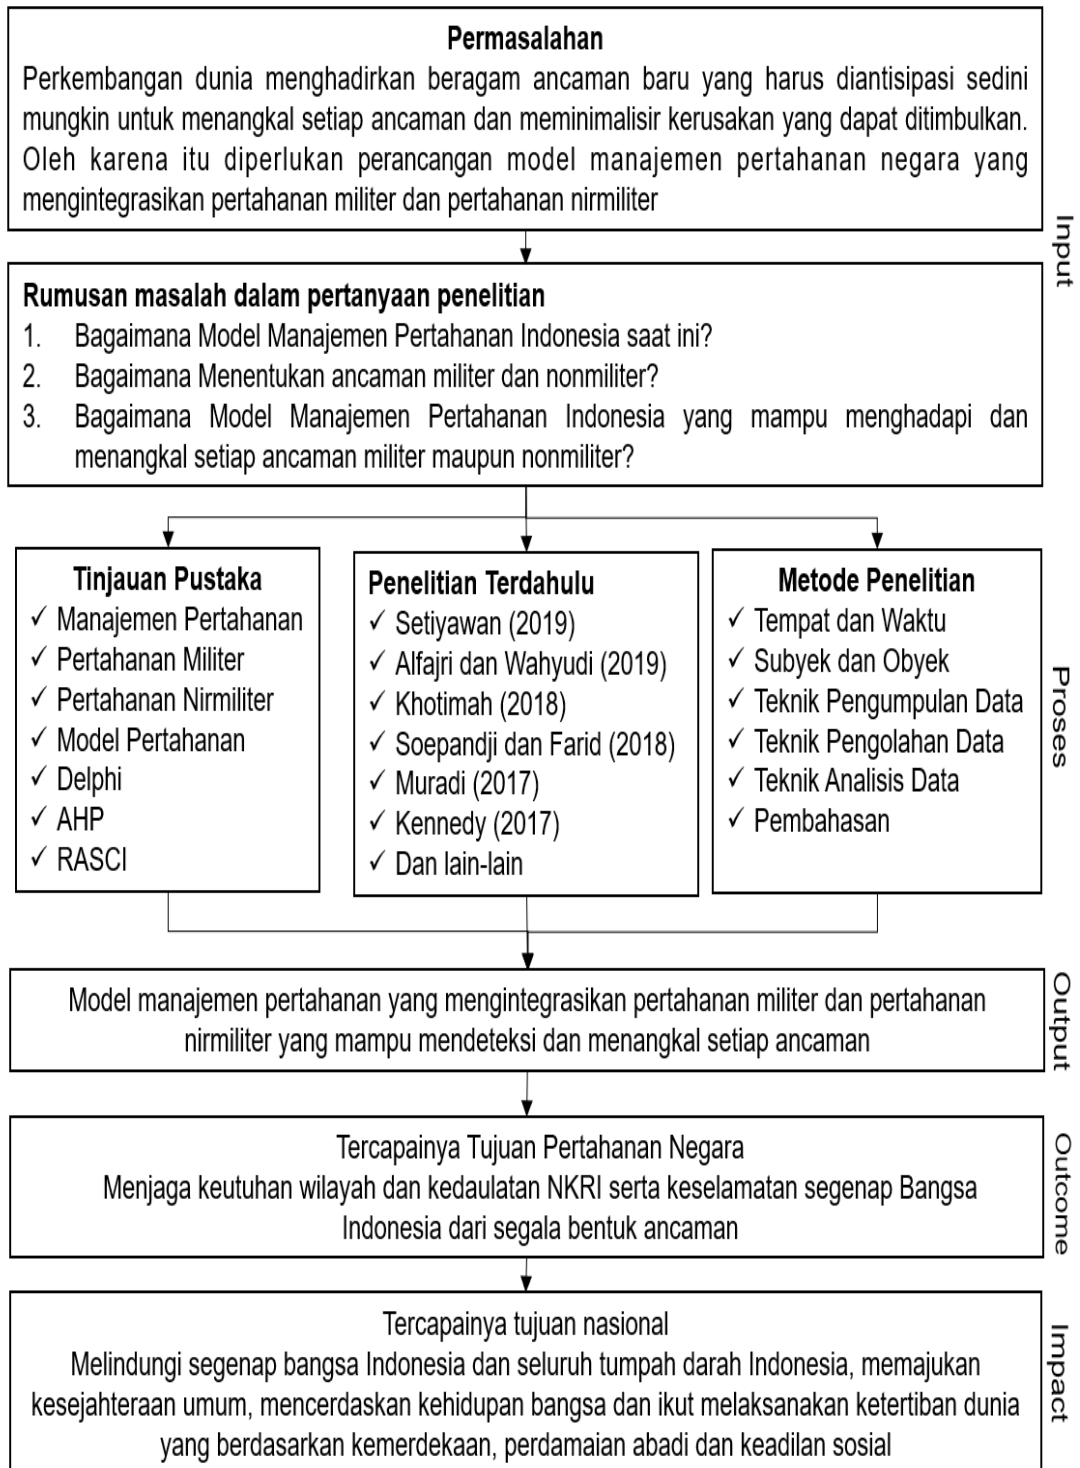 Permasalahan
Perkembangan dunia menghadirkan beragam ancaman baru yang harus diantisipasi sedini
mungkin untuk menangkal setiap ancaman dan meminimalisir kerusakan yang dapat ditimbulkan.
Oleh karena itu diperlukan perancangan model manajemen pertahanan negara yang
mengintegrasikan pertahanan militer dan pertahanan nirmiliter
Input
Rumusan masalah dalam pertanyaan penelitian
1. Bagaimana Model Manajemen Pertahanan Indonesia saat ini?
2. Bagaimana Menentukan ancaman militer dan nonmiliter?
3. Bagaimana Model Manajemen Pertahanan Indonesia yang mampu menghadapi dan
menangkal setiap ancaman militer maupun nonmiliter?
Tinjauan Pustaka
✓ Manajemen Pertahanan
✓ Pertahanan Militer
✓ Pertahanan Nirmiliter
✓ Model Pertahanan
✓ Delphi
✓ AHP
✓ RASCI
Penelitian Terdahulu
✓ Setiyawan (2019)
✓ Alfajri dan Wahyudi (2019)
✓ Khotimah (2018)
✓ Soepandji dan Farid (2018)
✓ Muradi (2017)
✓ Kennedy (2017)
✓ Dan lain-lain
Metode Penelitian
✓ Tempat dan Waktu
✓ Subyek dan Obyek
✓ Teknik Pengumpulan Data
✓ Teknik Pengolahan Data
✓ Teknik Analisis Data
✓ Pembahasan
Proses
Model manajemen pertahanan yang mengintegrasikan pertahanan militer dan pertahanan
nirmiliter yang mampu mendeteksi dan menangkal setiap ancaman
Output
Tercapainya Tujuan Pertahanan Negara
Menjaga keutuhan wilayah dan kedaulatan NKRI serta keselamatan segenap Bangsa
Indonesia dari segala bentuk ancaman
Outcome
Tercapainya tujuan nasional
Melindungi segenap bangsa Indonesia dan seluruh tumpah darah Indonesia, memajukan
kesejahteraan umum, mencerdaskan kehidupan bangsa dan ikut melaksanakan ketertiban dunia
yang berdasarkan kemerdekaan, perdamaian abadi dan keadilan sosial
Impact